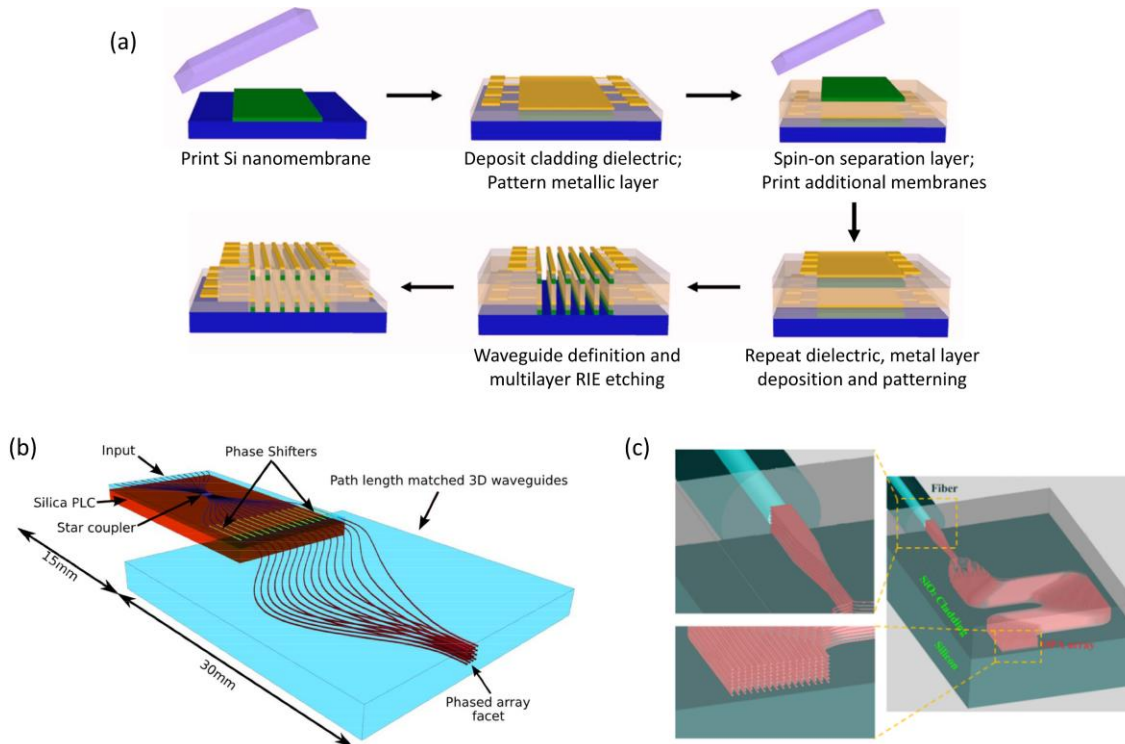 (a)
Print Si nanomembrane
Deposit cladding dielectric;
Pattern metallic layer
Spin-on separation layer;
Print additional membranes
Waveguide definition and
multilayer RIE etching
Repeat dielectric, metal layer
deposition and patterning
(b)
Input
Silica PLC
Star coupler
Phase Shifters
Path length matched 3D waveguides
15mm
30mm
Phased array
facet
(c)
Fiber
SiO₂ Cladding
Silicon
array